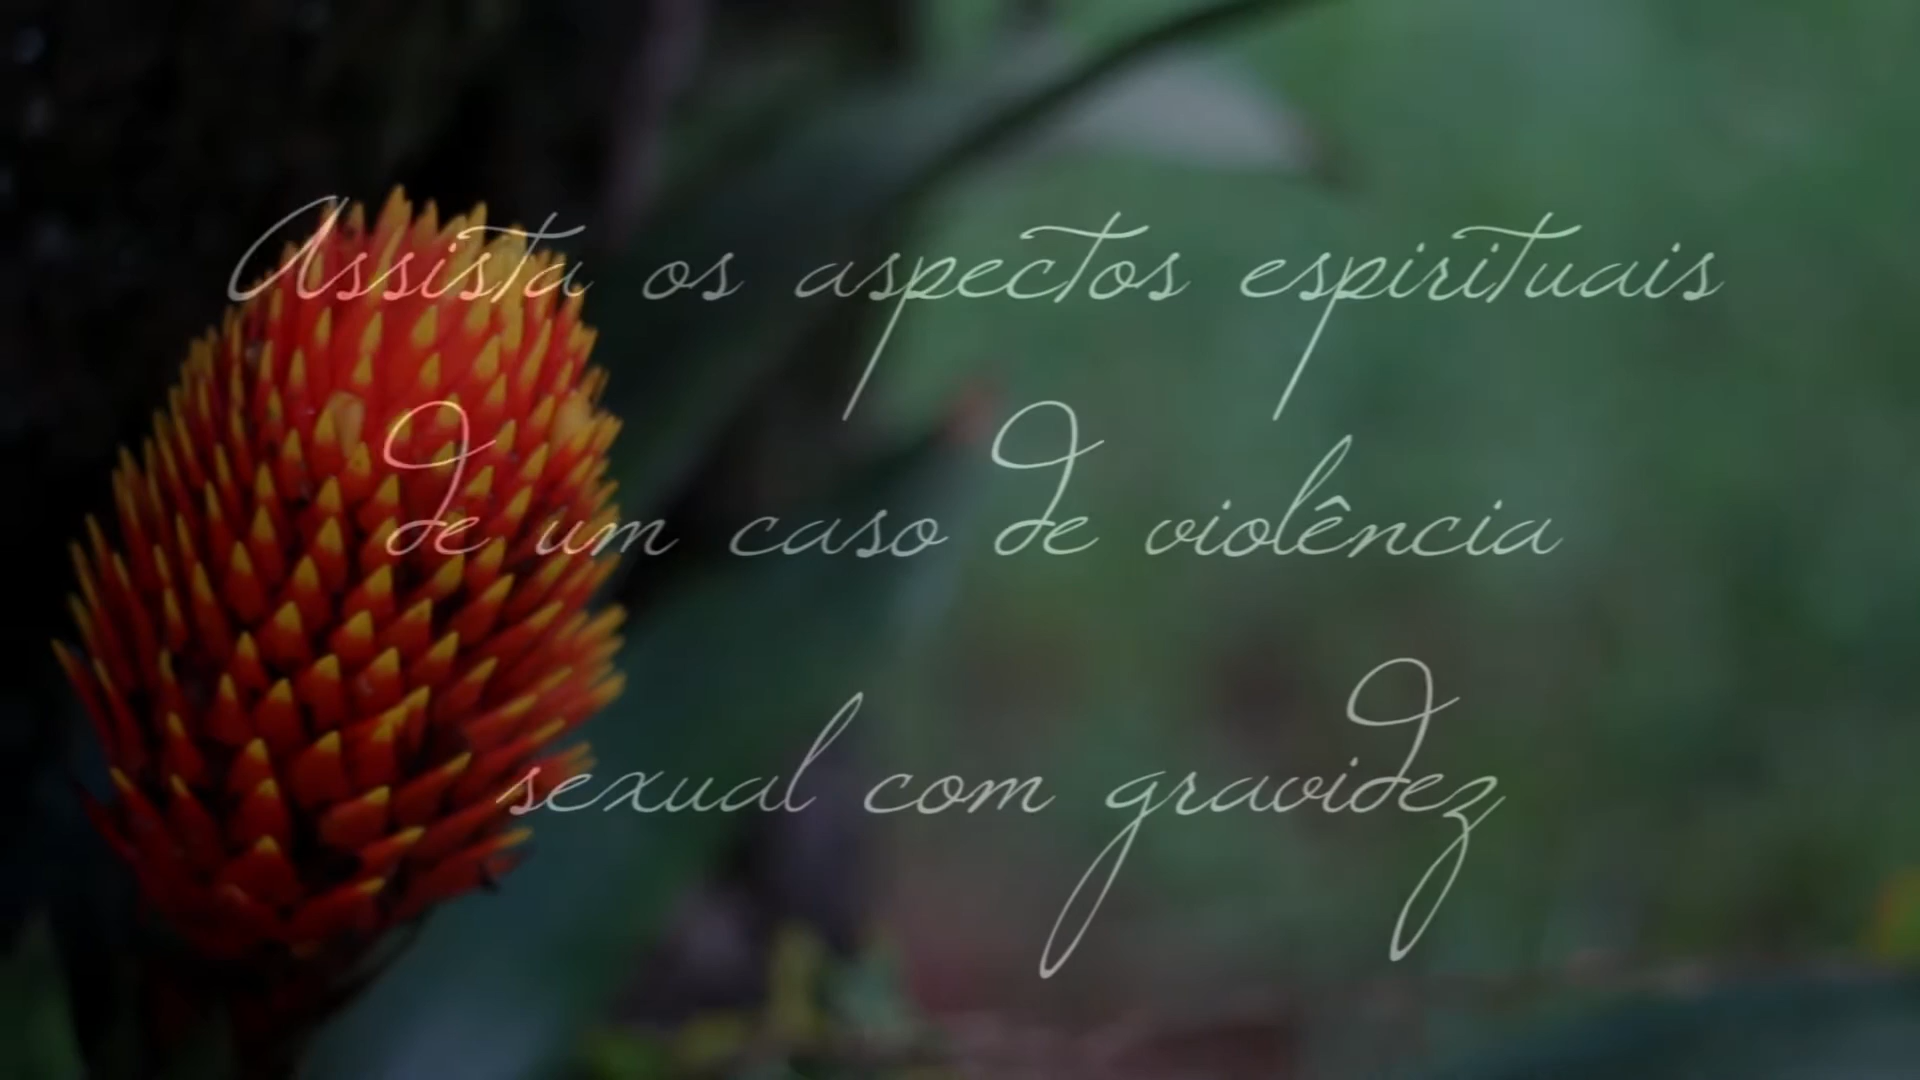 Assista os aspectos espirituais
de um caso de violência
sexual com gravidez